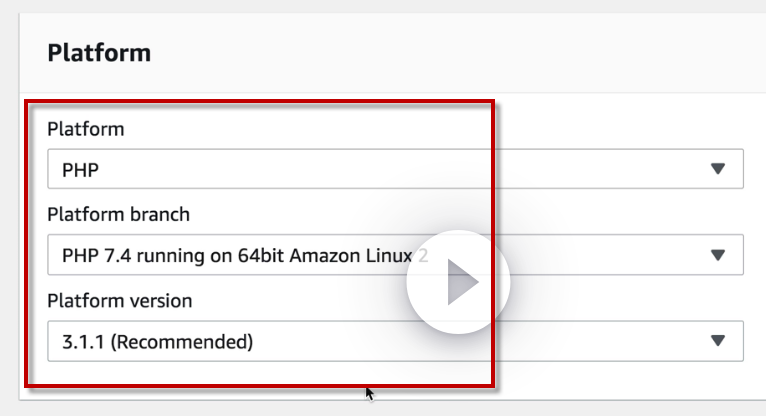 Platform
Platform
PHP
Platform branch
PHP 7.4 running on 64bit Amazon Linux 2
Platform version
3.1.1 (Recommended)